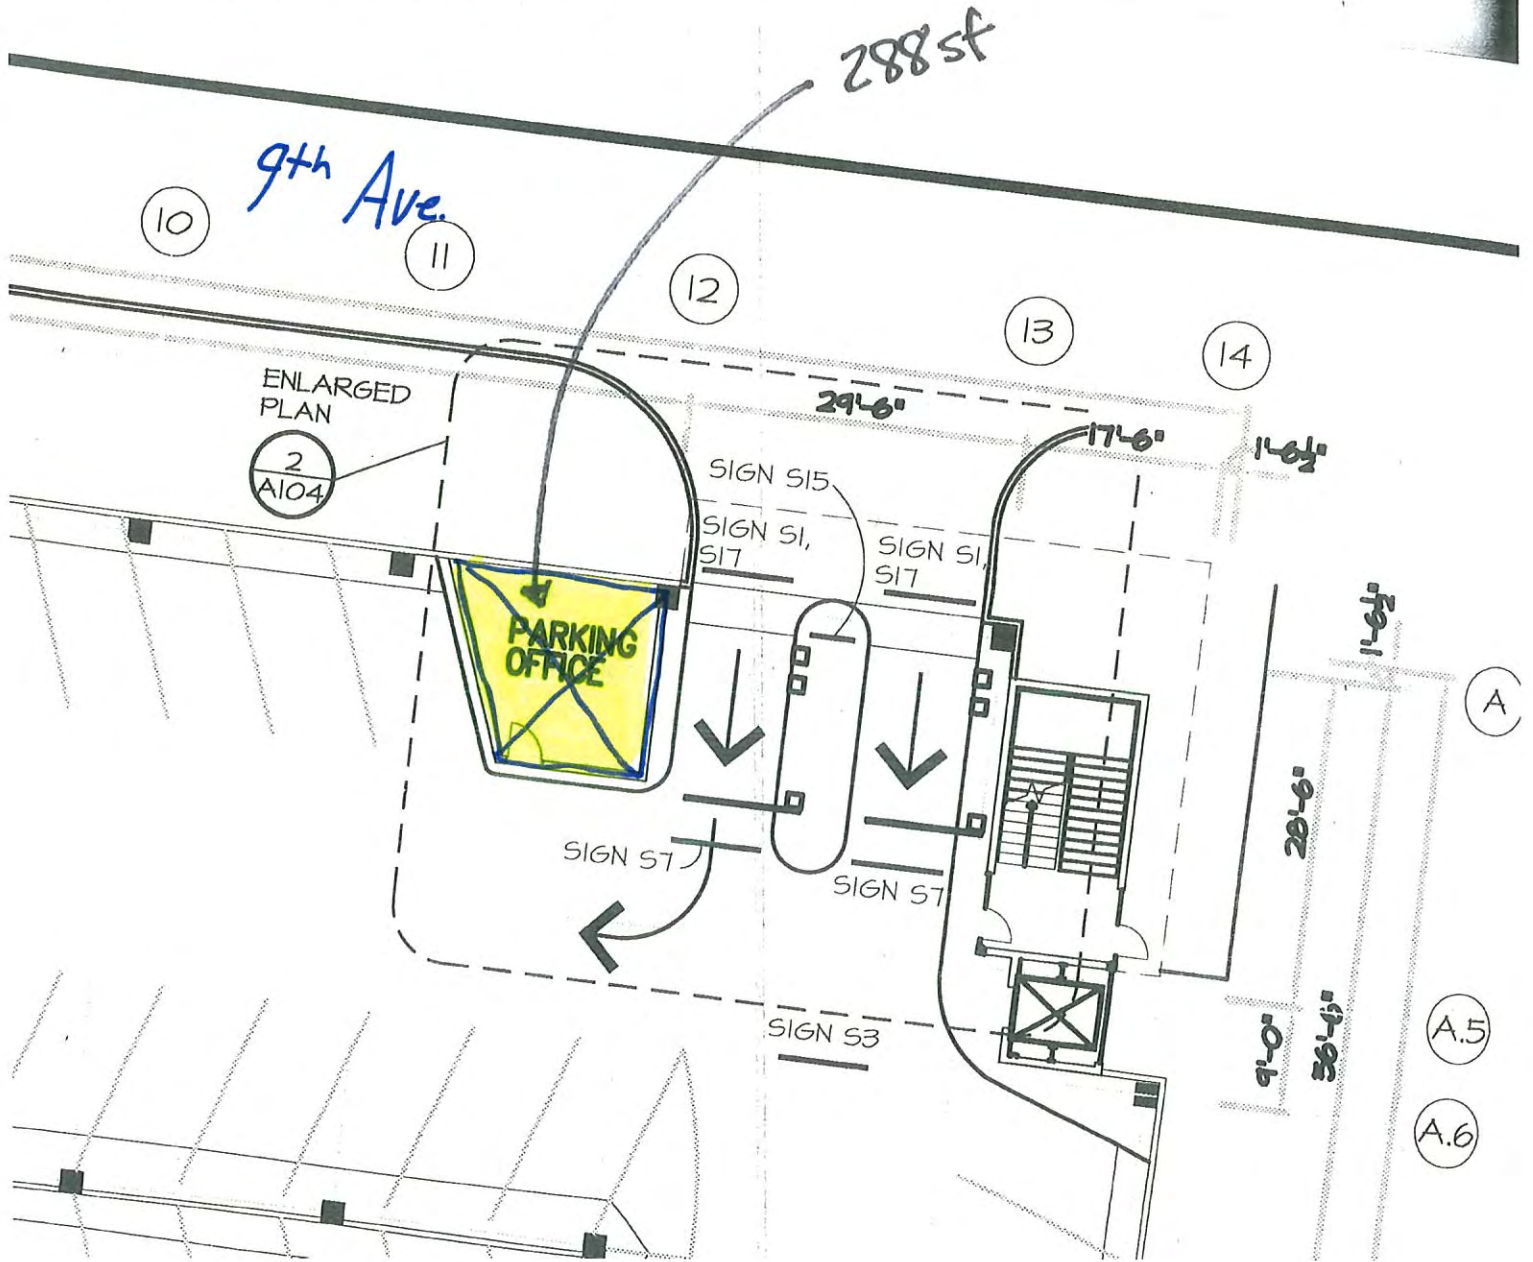 288 sf
9th Ave.
10
11
12
13
14
ENLARGED
PLAN
2
A104
29'-6"
17'-6"
1'-6½"
SIGN S15
SIGN S1,
S17
SIGN S1,
S17
PARKING
OFFICE
1'-6½"
A
28'-6"
SIGN S7
SIGN S7
SIGN S3
9'-0"
A.5
A.6